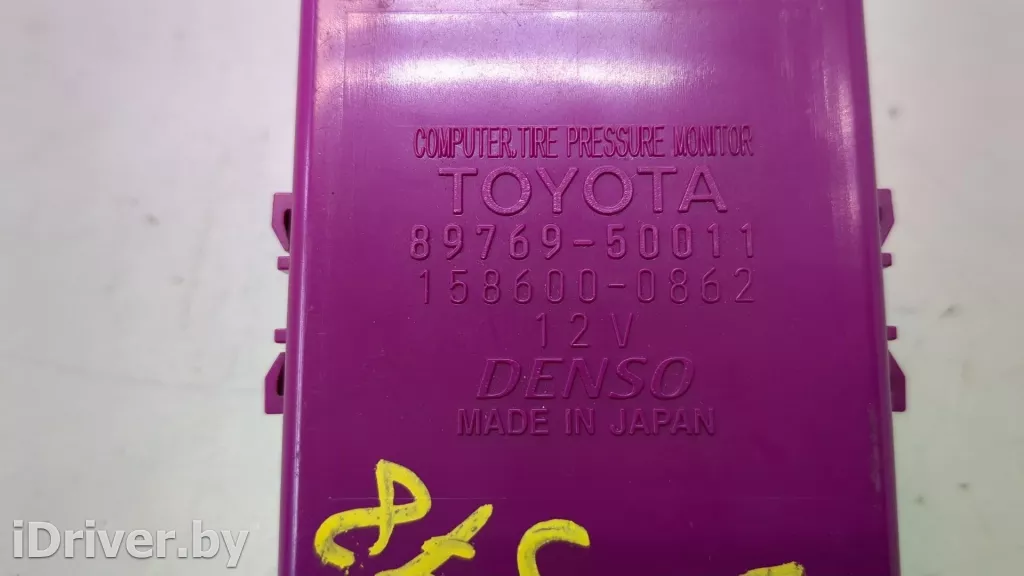 COMPUTER.TIRE PRESSURE MONITOR
TOYOTA
89769-50011
158600-0862
12V
DENSO
MADE IN JAPAN
iDriver.by